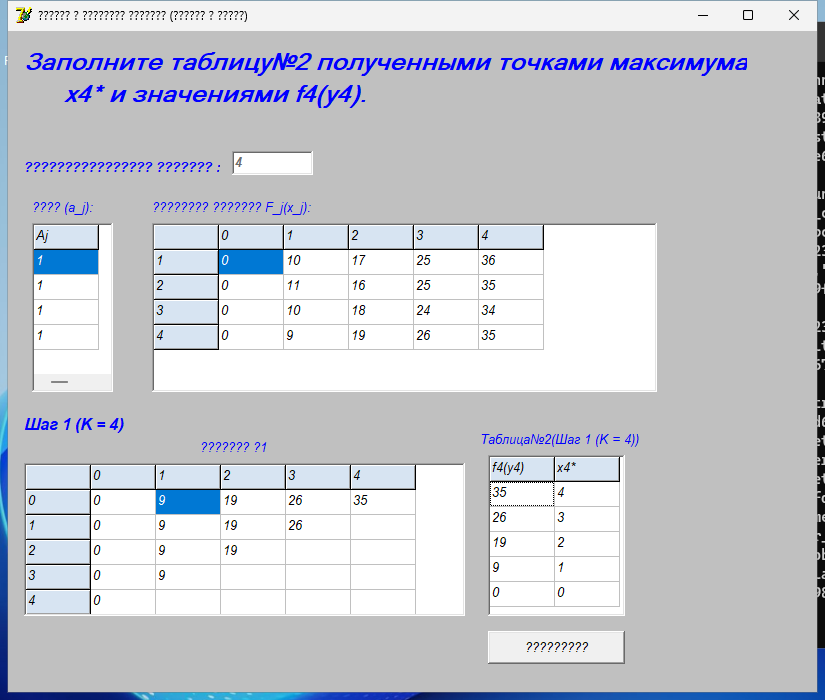 ?????? ? ???????? ??????? (?????? ? ?????)
Заполните таблицу№2 полученными точками максимума
x4* и значениями f4(y4).
???????????????? ??????? : 4
???? (a_j):
???????? ??????? F_j(x_j):
Aj
1
1
1
1
0 1 2 3 4
1 0 10 17 25 36
2 0 11 16 25 35
3 0 10 18 24 34
4 0 9 19 26 35
Шаг 1 (K = 4)
??????? ?1
0 1 2 3 4
0 0 9 19 26 35
1 0 9 19 26
2 0 9 19
3 0 9
4 0
Таблица№2(Шаг 1 (K = 4))
f4(y4) x4*
35 4
26 3
19 2
9 1
0 0
?????????